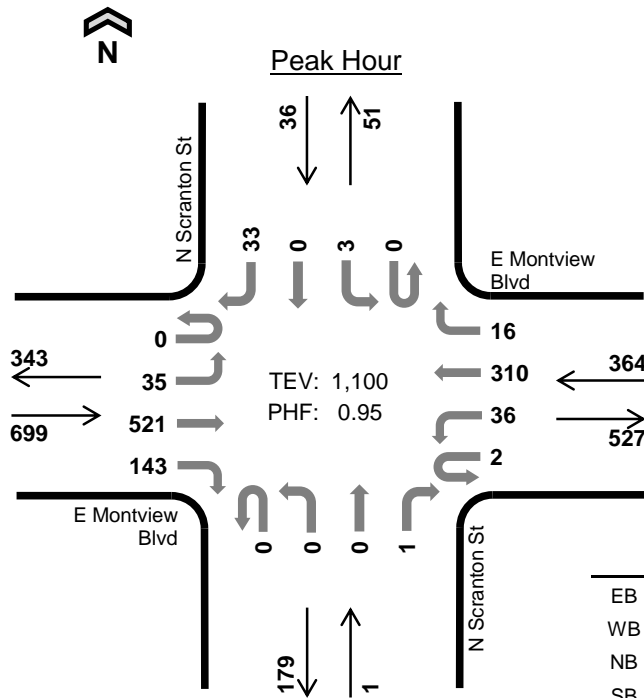 N
Peak Hour
36
51
N Scranton St
33
0
3
0
E Montview
Blvd
0
16
343
35
TEV: 1,100
310
364
699
521
PHF: 0.95
36
527
143
2
E Montview
Blvd
0
0
0
1
N Scranton St
179
1
EB
WB
NB
SB